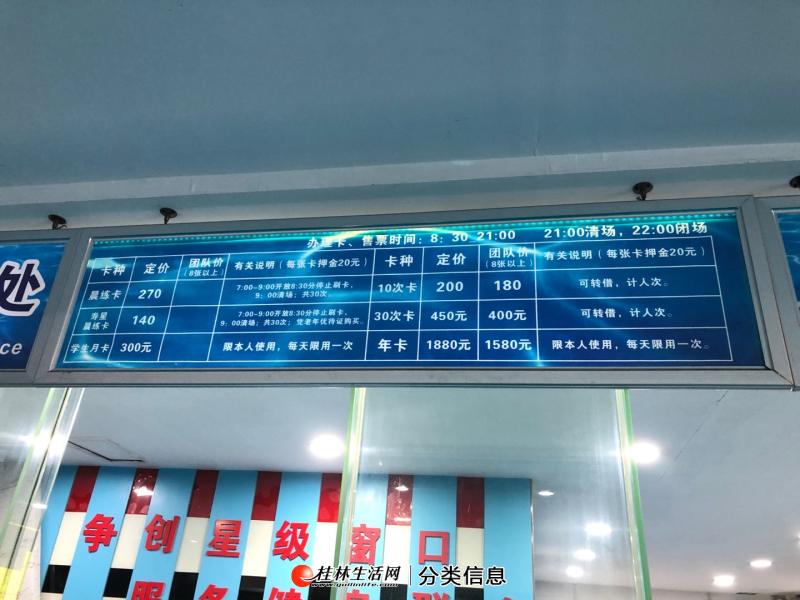 处
ce
办理卡、售票时间：8：30 21:00 21:00清场，22:00闭场
卡种 定价 团队价（8张以上） 有关说明（每张卡押金20元） 卡种 定价 团队价（8张以上） 有关说明（每张卡押金20元）
晨练卡 270 7:00-9:00开放8:30分停止刷卡，9：00清场；共30次。 10次卡 200 180 可转借，计人次。
寿星晨练卡 140 7:00-9:00开放8:30分停止刷卡，9：00清场；共30次；凭老年优待证购买。 30次卡 450元 400元 可转借，计人次。
学生月卡 300元 限本人使用，每天限用一次 年卡 1880元 1580元 限本人使用，每天限用一次。
争创星级窗口
服务健
桂林生活网 分类信息
www.guilinlife.com